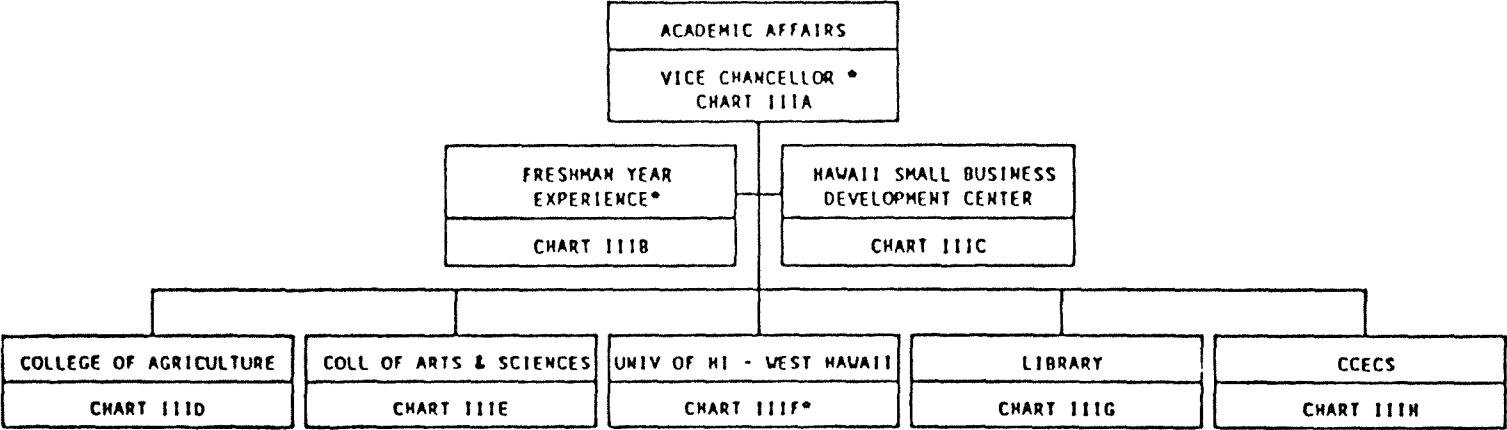 ACADEMIC AFFAIRS
VICE CHANCELLOR *
CHART IIIA
FRESHMAN YEAR
EXPERIENCE*
CHART IIIB
HAWAII SMALL BUSINESS
DEVELOPMENT CENTER
CHART IIIC
COLLEGE OF AGRICULTURE
CHART IIID
COLL OF ARTS & SCIENCES
CHART IIIE
UNIV OF HI - WEST HAWAII
CHART IIIF*
LIBRARY
CHART IIIG
CCECS
CHART IIIH